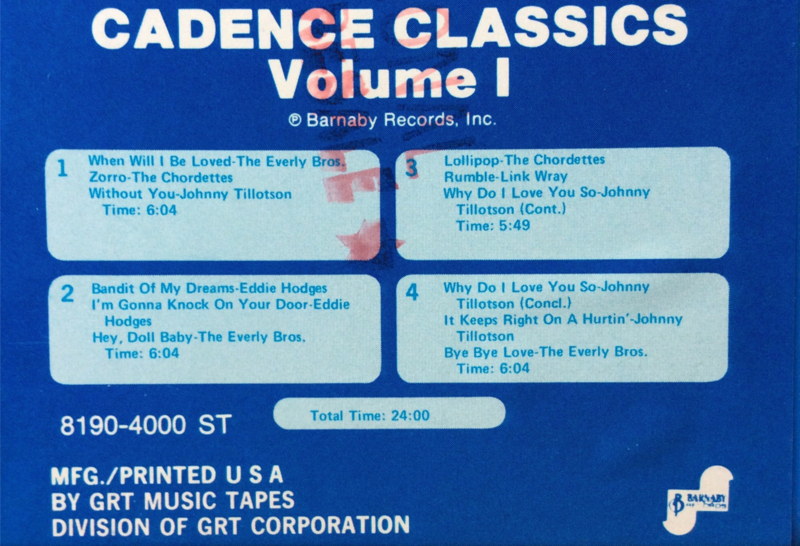 CADENCE CLASSICS
Volume I
℗ Barnaby Records, Inc.
1
When Will I Be Loved-The Everly Bros.
Zorro-The Chordettes
Without You-Johnny Tillotson
Time: 6:04
2
Bandit Of My Dreams-Eddie Hodges
I'm Gonna Knock On Your Door-Eddie
Hodges
Hey, Doll Baby-The Everly Bros.
Time: 6:04
3
Lollipop-The Chordettes
Rumble-Link Wray
Why Do I Love You So-Johnny
Tillotson (Cont.)
Time: 5:49
4
Why Do I Love You So-Johnny
Tillotson (Concl.)
It Keeps Right On A Hurtin'-Johnny
Tillotson
Bye Bye Love-The Everly Bros.
Time: 6:04
8190-4000 ST
Total Time: 24:00
MFG./PRINTED U S A
BY GRT MUSIC TAPES
DIVISION OF GRT CORPORATION
BARNABY